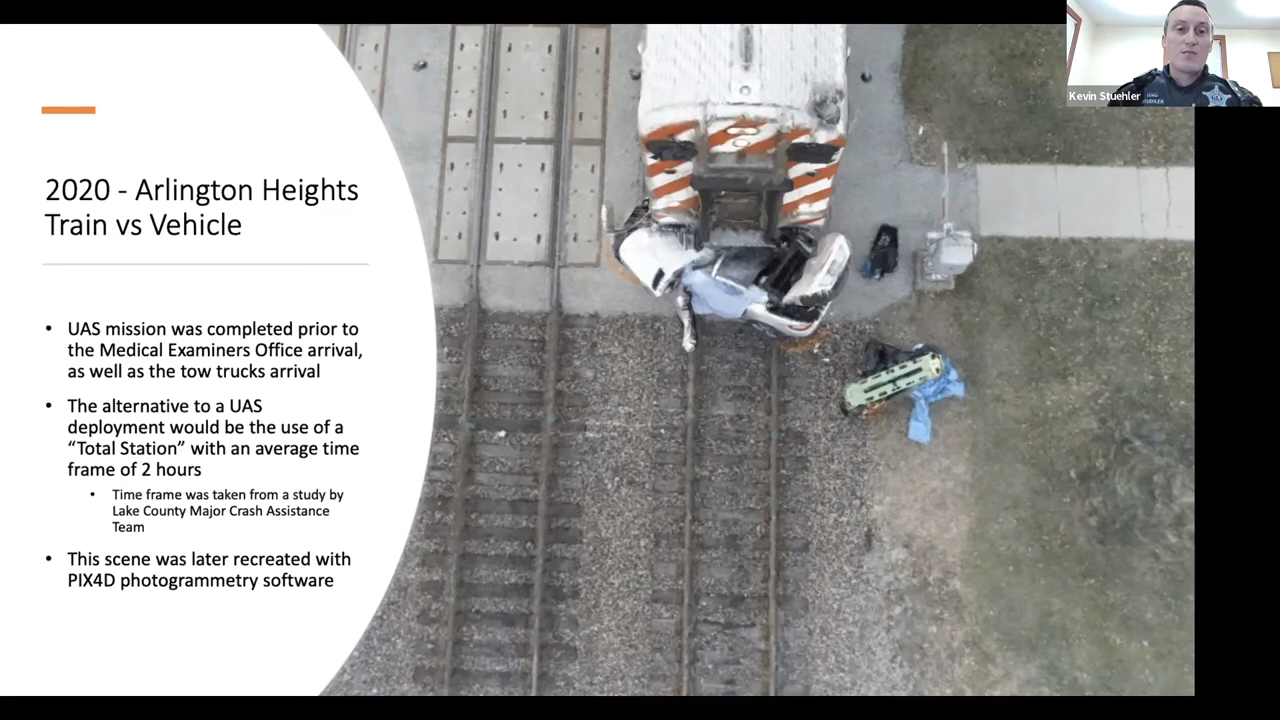 Kevin Stuehler
2020 - Arlington Heights
Train vs Vehicle
• UAS mission was completed prior to
the Medical Examiners Office arrival,
as well as the tow trucks arrival
• The alternative to a UAS
deployment would be the use of a
“Total Station” with an average time
frame of 2 hours
• Time frame was taken from a study by
Lake County Major Crash Assistance
Team
• This scene was later recreated with
PIX4D photogrammetry software